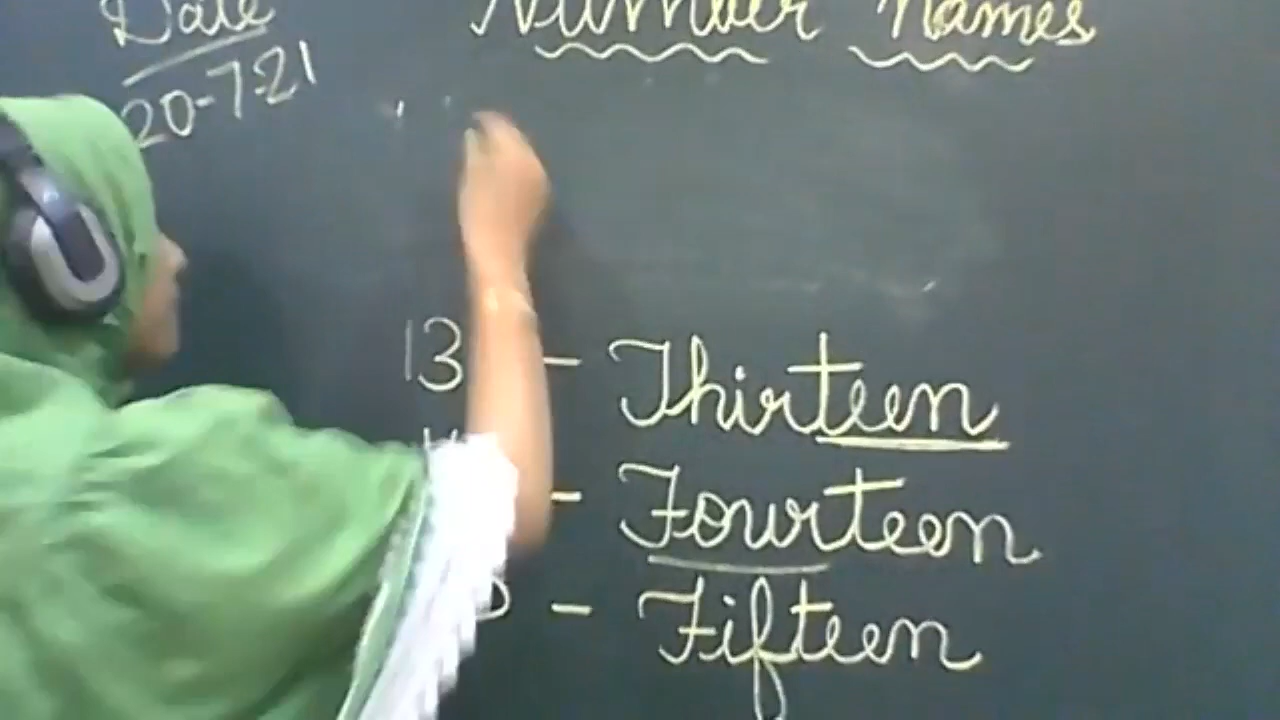 Date
Number Names
20-7-21
13 - Thirteen
- Fourteen
- Fifteen